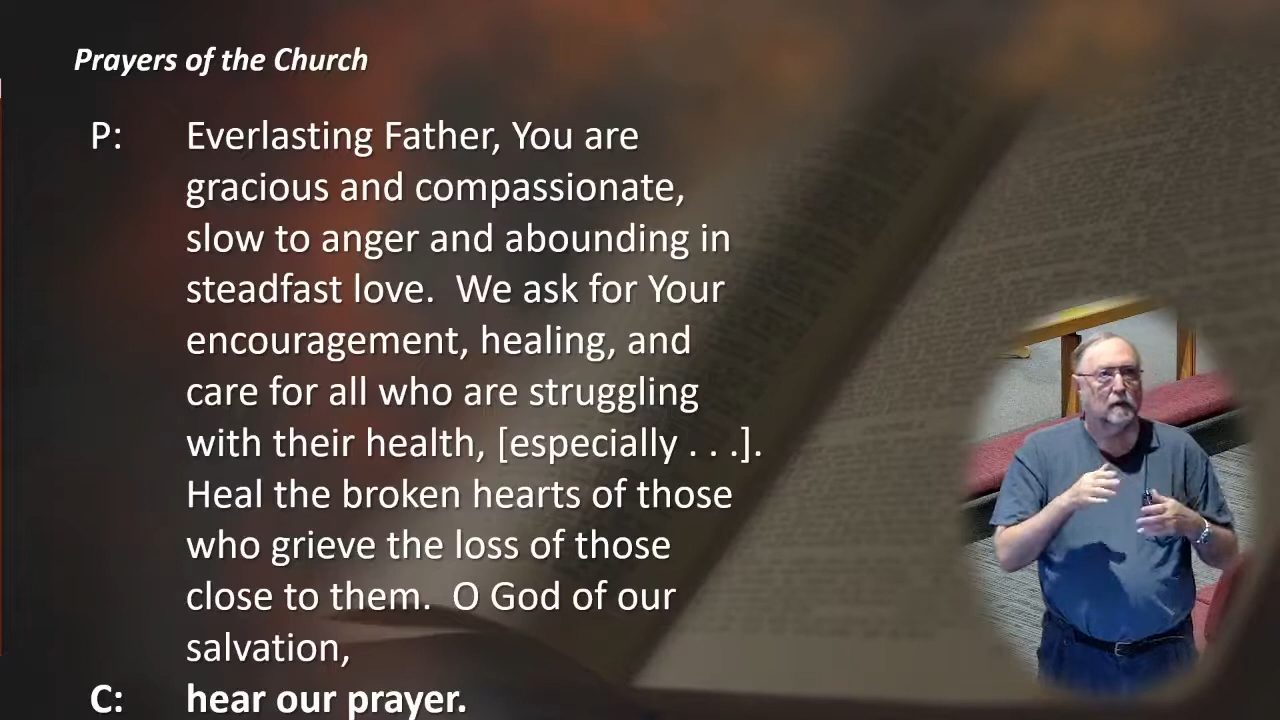 Prayers of the Church
P: Everlasting Father, You are
gracious and compassionate,
slow to anger and abounding in
steadfast love.  We ask for Your
encouragement, healing, and
care for all who are struggling
with their health, [especially . . .].
Heal the broken hearts of those
who grieve the loss of those
close to them.  O God of our
salvation,
C: hear our prayer.